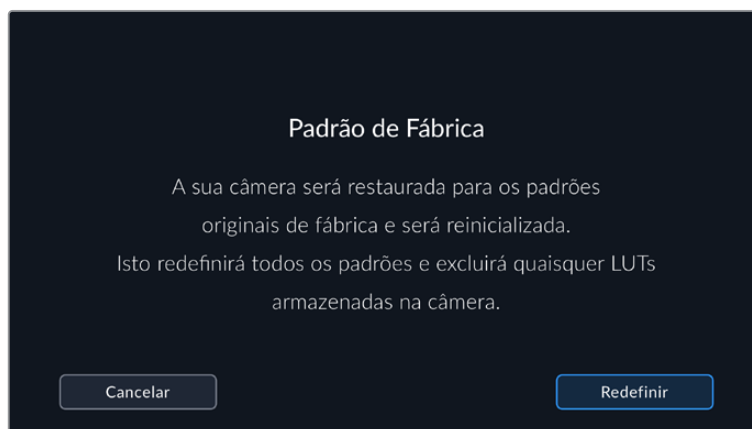 Padrão de Fábrica
A sua câmera será restaurada para os padrões
originais de fábrica e será reinicializada.
Isto redefinirá todos os padrões e excluirá quaisquer LUTs
armazenadas na câmera.
Cancelar
Redefinir